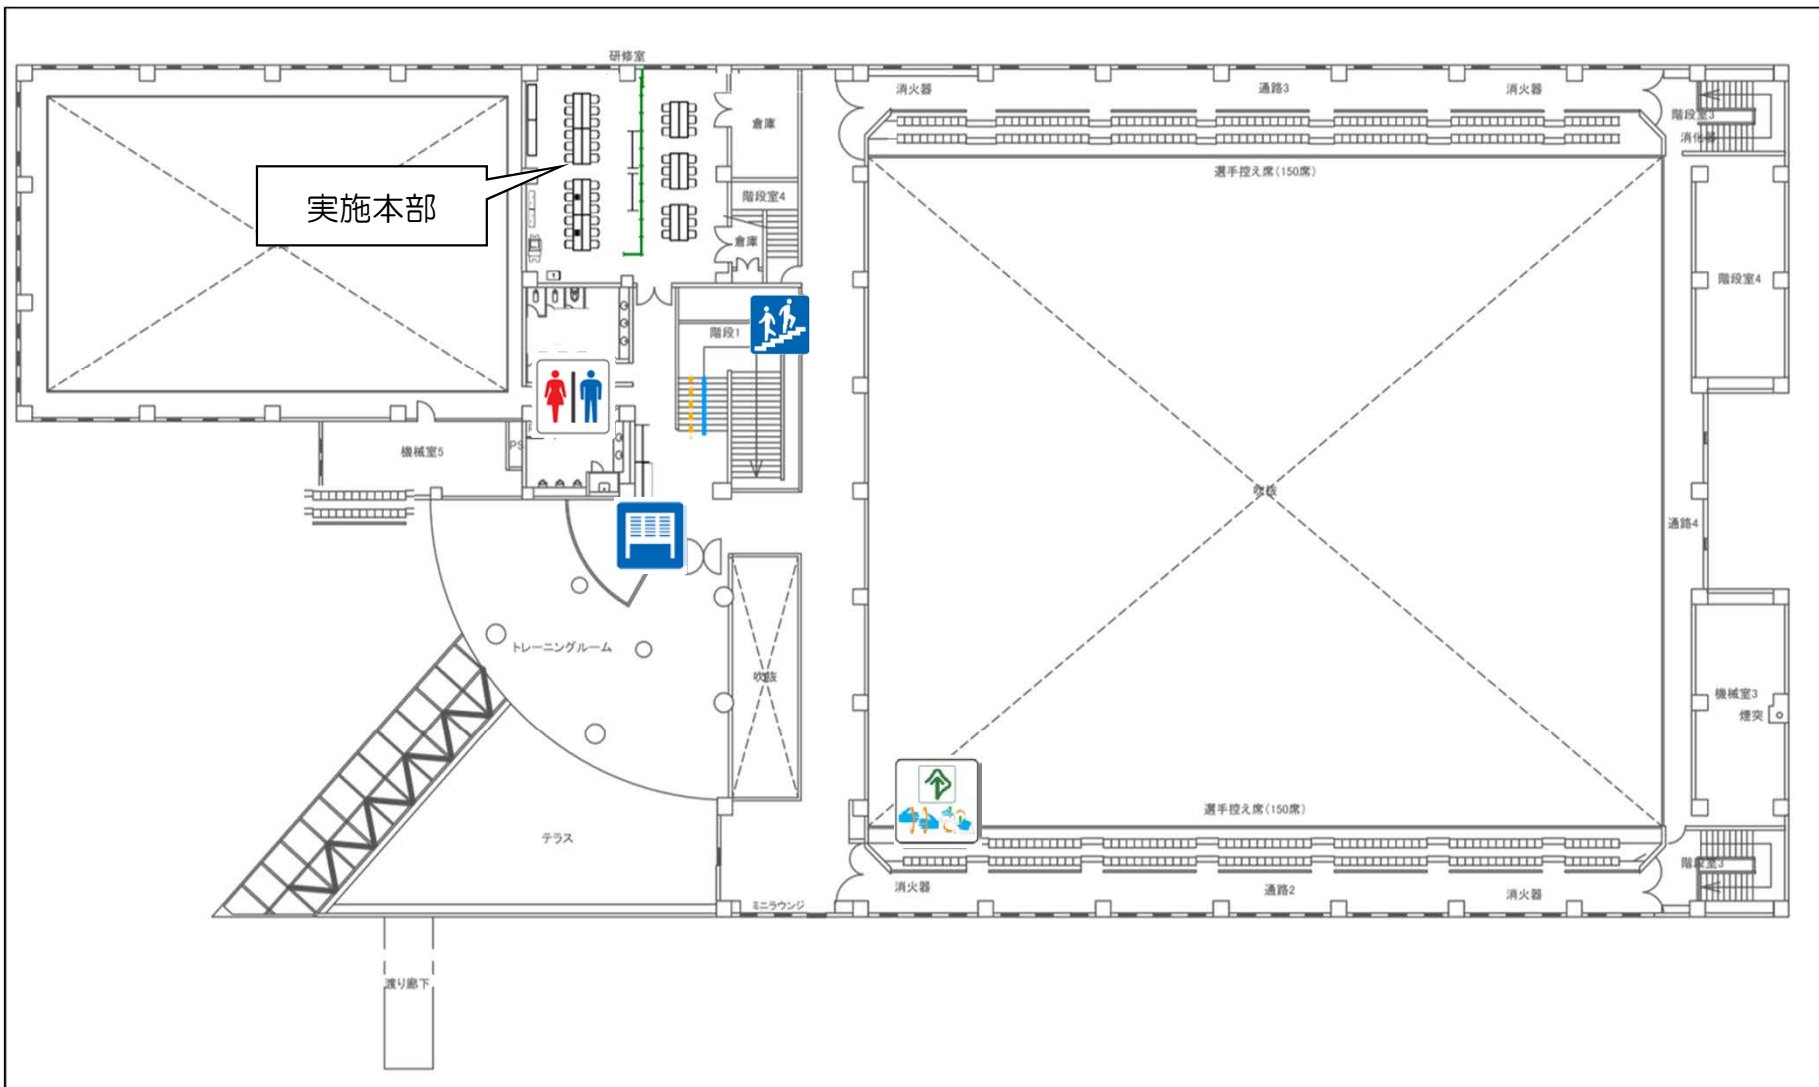 研修室
消火器
通路3
消火器
階段室3
消化器
倉庫
選手控え席(150席)
実施本部
階段室4
倉庫
階段室4
階段1
機械室5
PS
吹抜
通路4
トレーニングルーム
吹抜
機械室3
煙突
選手控え席(150席)
テラス
階段室3
消火器
通路2
消火器
ミニラウンジ
渡り廊下